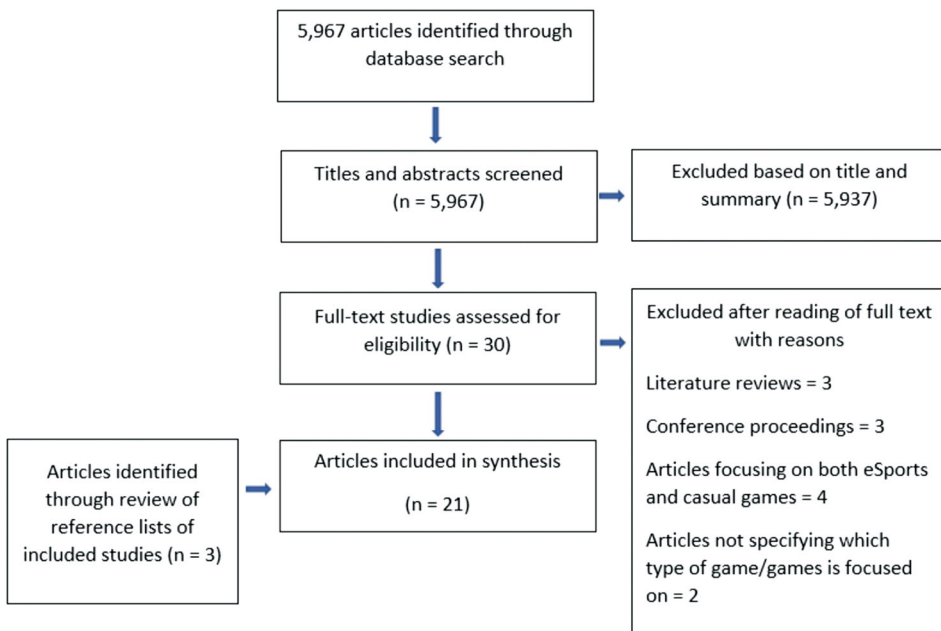 5,967 articles identified through
database search
Titles and abstracts screened
(n = 5,967)
Excluded based on title and
summary (n = 5,937)
Full-text studies assessed for
eligibility (n = 30)
Excluded after reading of full text
with reasons
Literature reviews = 3
Conference proceedings = 3
Articles focusing on both eSports
and casual games = 4
Articles not specifying which
type of game/games is focused
on = 2
Articles identified
through review of
reference lists of
included studies (n = 3)
Articles included in synthesis
(n = 21)